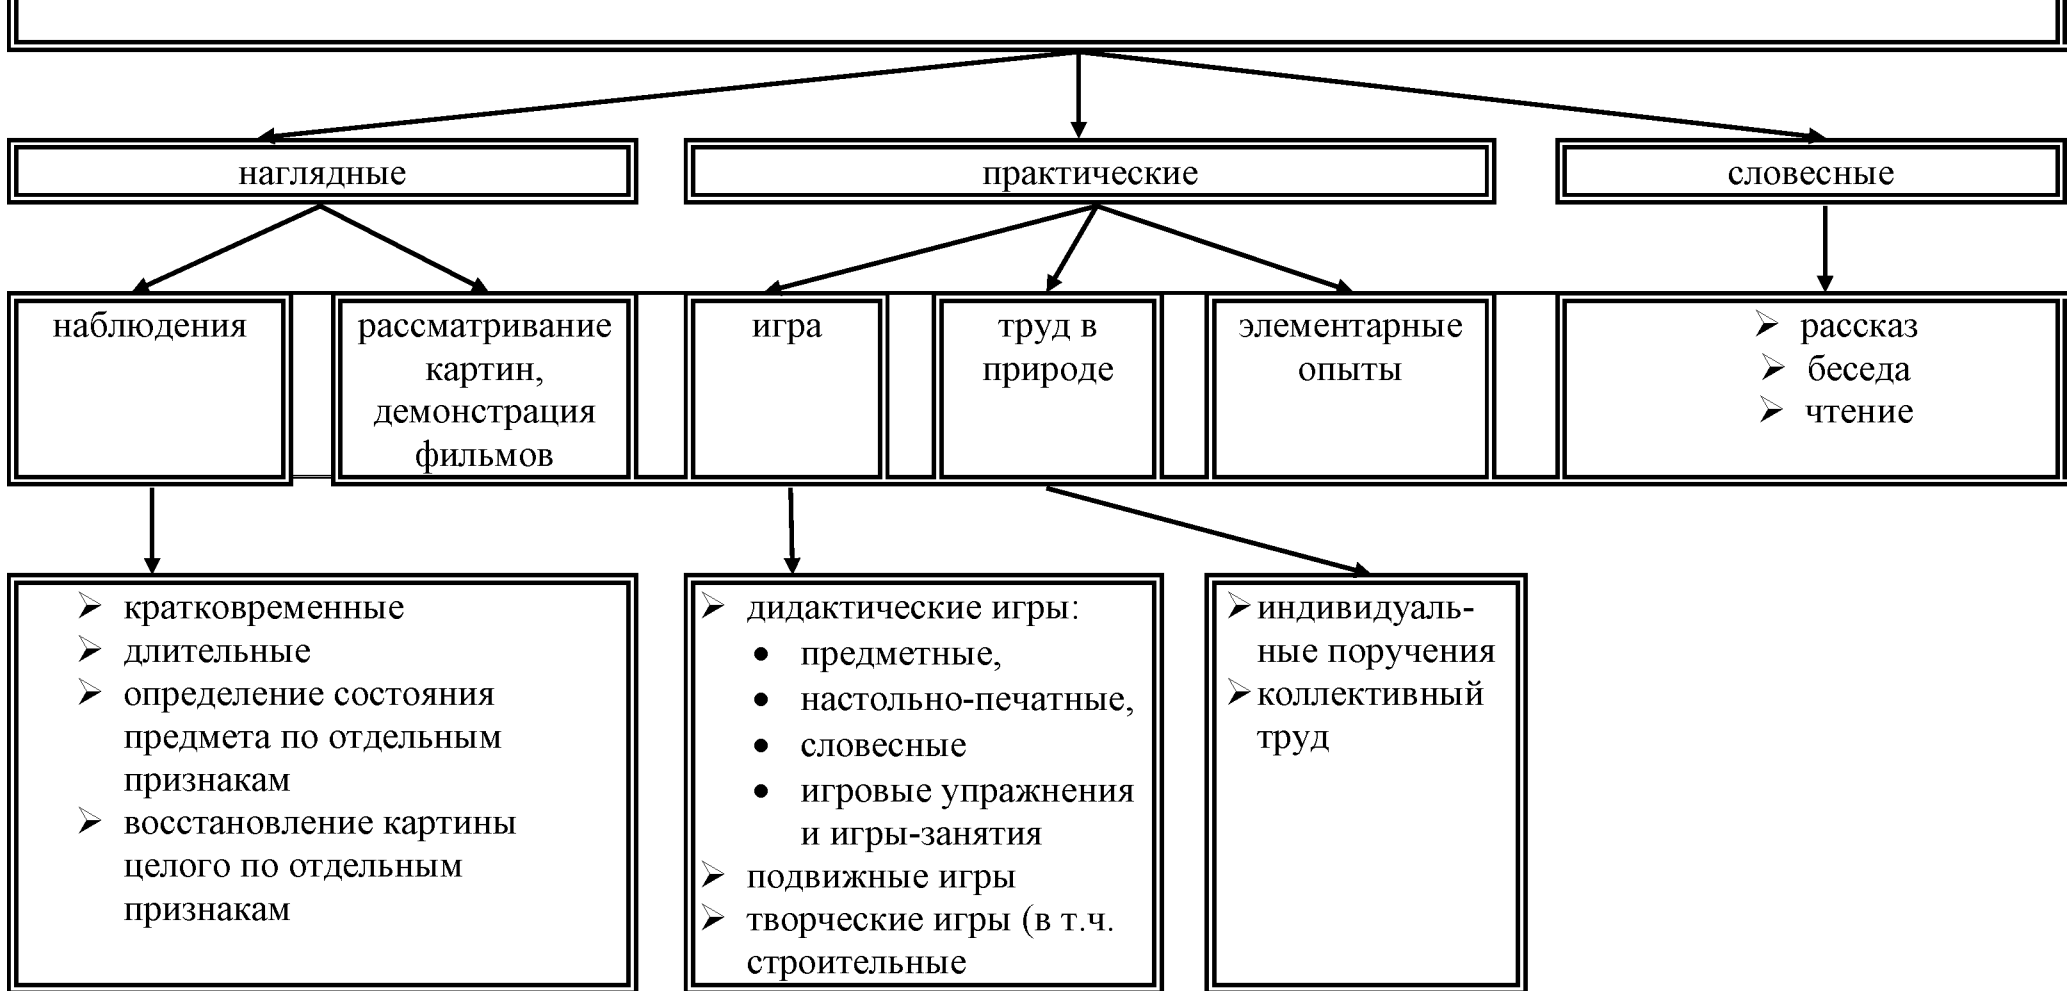 наглядные
практические
словесные
наблюдения
рассматривание
картин,
демонстрация
фильмов
игра
труд в
природе
элементарные
опыты
➢ рассказ
➢ беседа
➢ чтение
➢ кратковременные
➢ длительные
➢ определение состояния
предмета по отдельным
признакам
➢ восстановление картины
целого по отдельным
признакам
➢ дидактические игры:
• предметные,
• настольно-печатные,
• словесные
• игровые упражнения
и игры-занятия
➢ подвижные игры
➢ творческие игры (в т.ч.
строительные
➢ индивидуаль-
ные поручения
➢ коллективный
труд